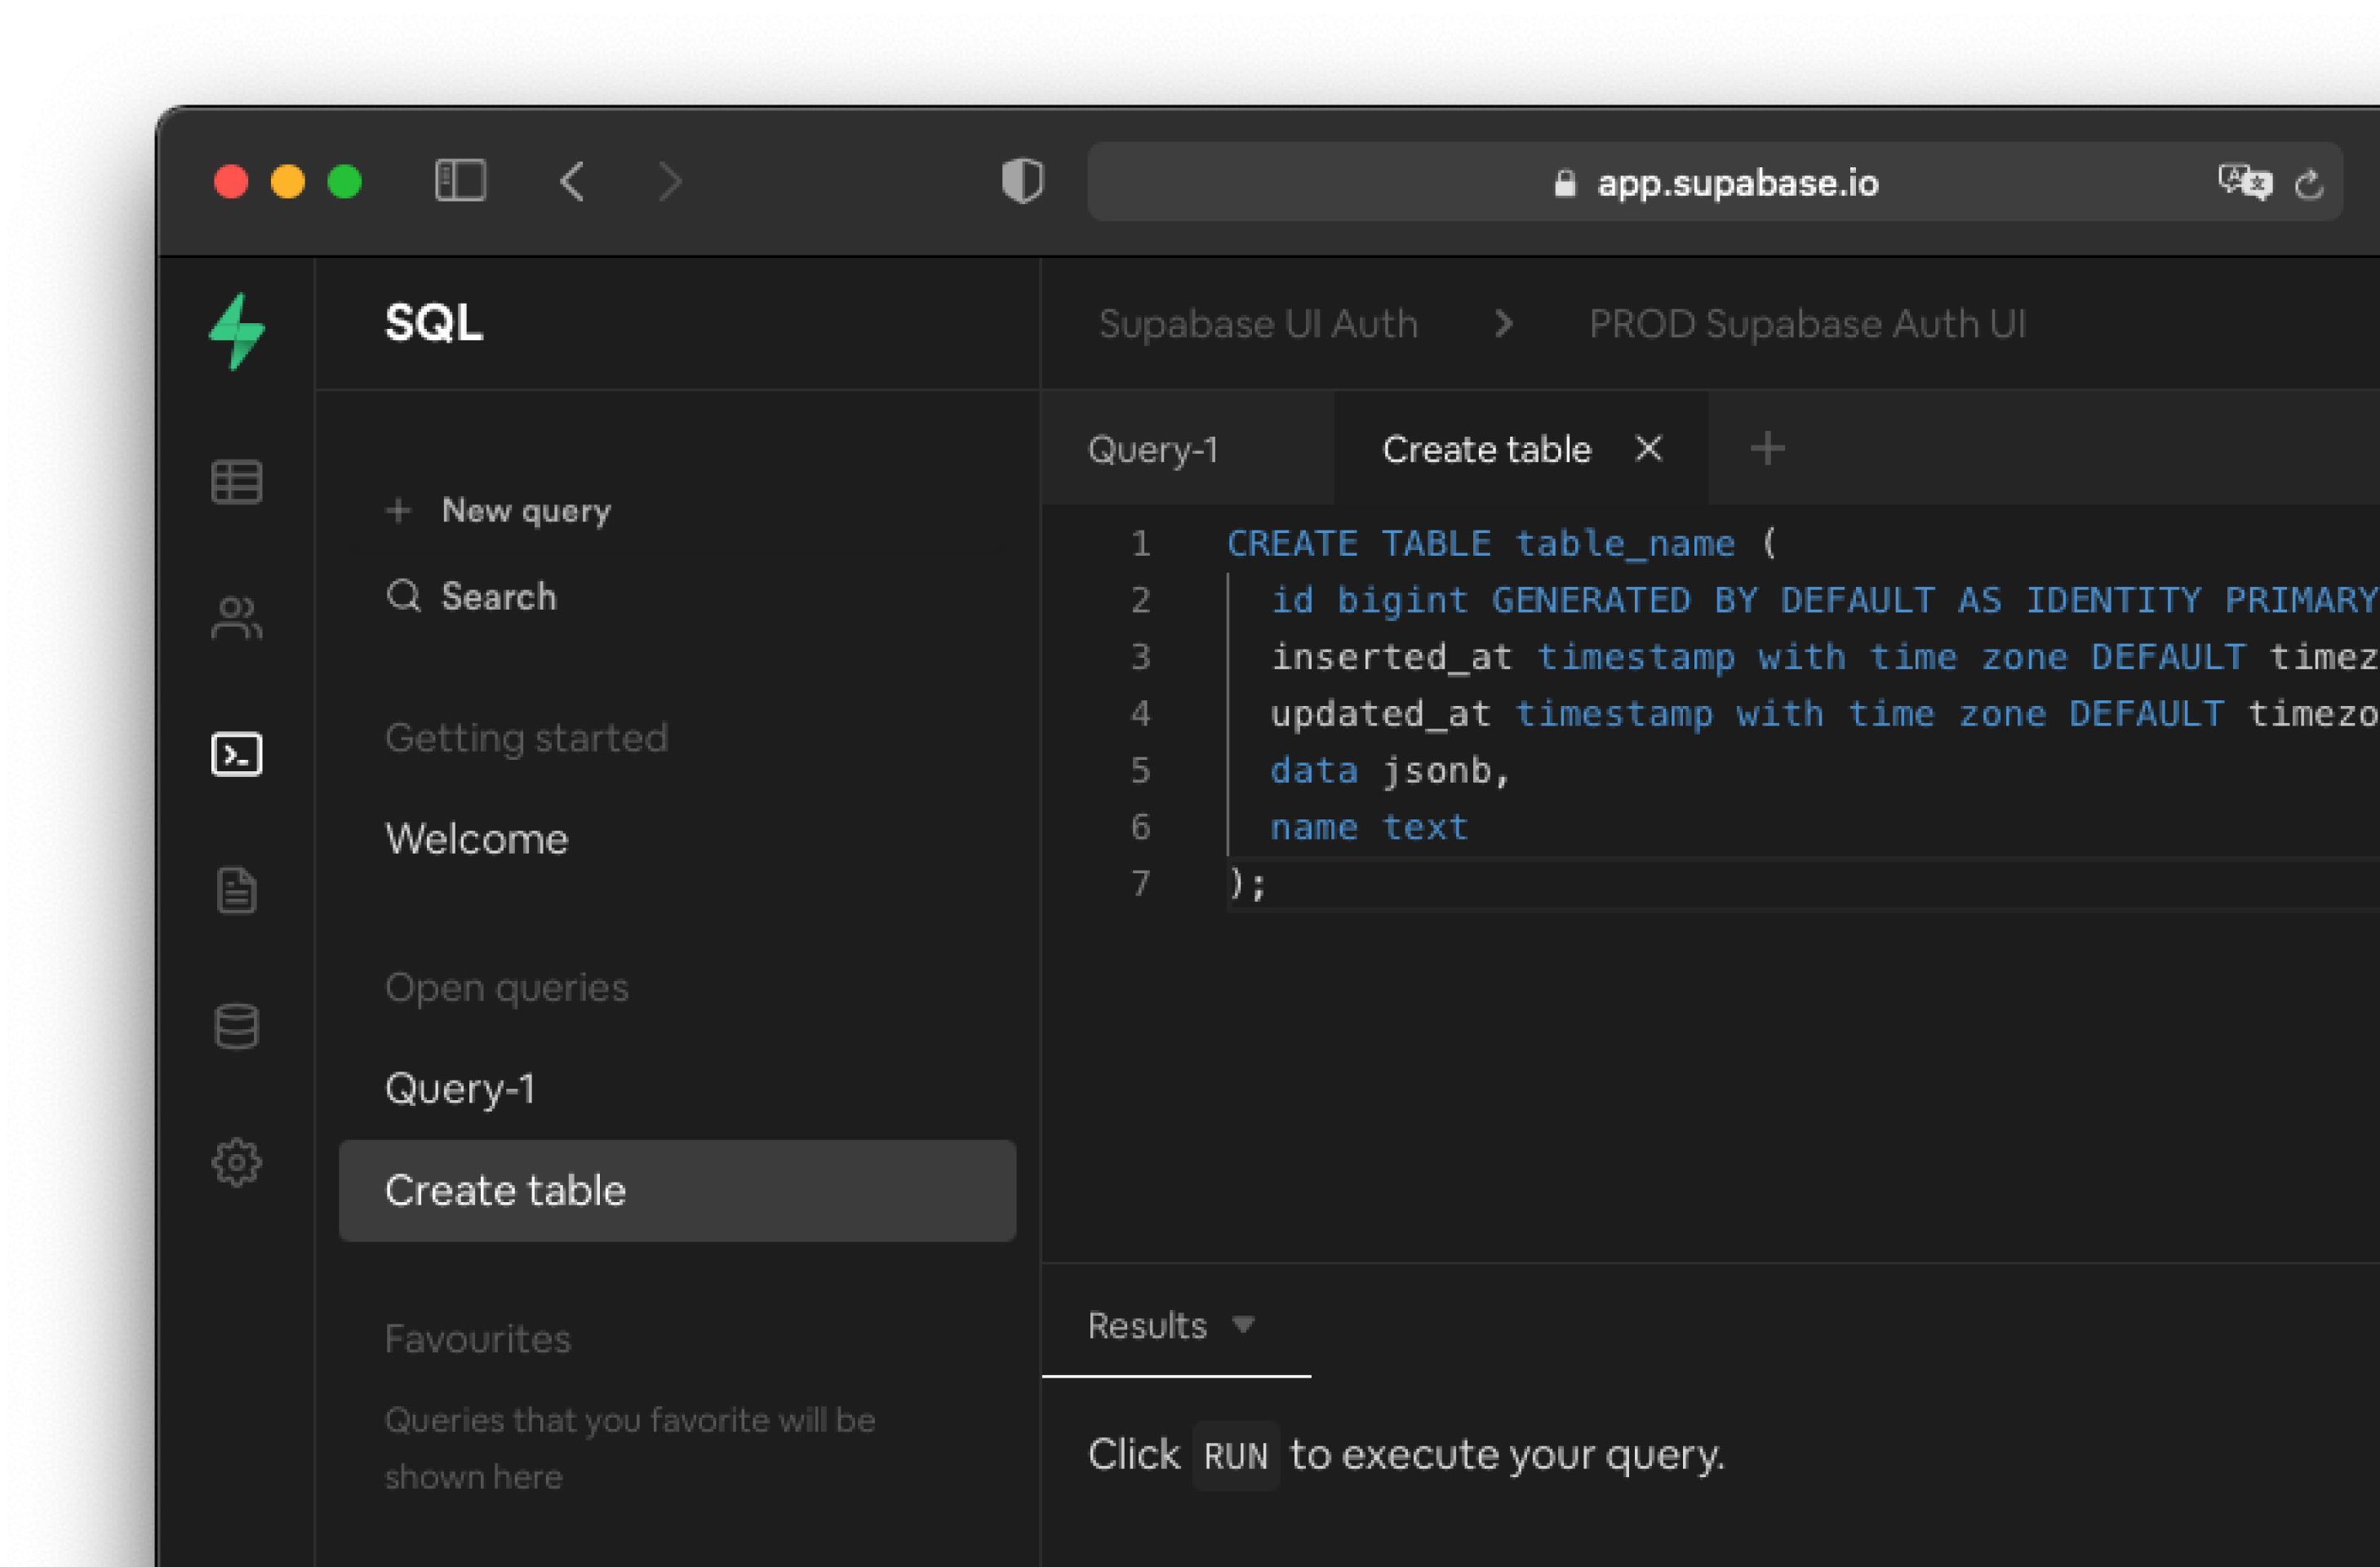 app.supabase.io
SQL
Supabase UI Auth > PROD Supabase Auth UI
+ New query
Search
Getting started
Welcome
Open queries
Query-1
Create table
Favourites
Queries that you favorite will be
shown here
Query-1 Create table × +
1 CREATE TABLE table_name (
2 id bigint GENERATED BY DEFAULT AS IDENTITY PRIMARY
3 inserted_at timestamp with time zone DEFAULT timez
4 updated_at timestamp with time zone DEFAULT timezo
5 data jsonb,
6 name text
7 );
Results
Click RUN to execute your query.